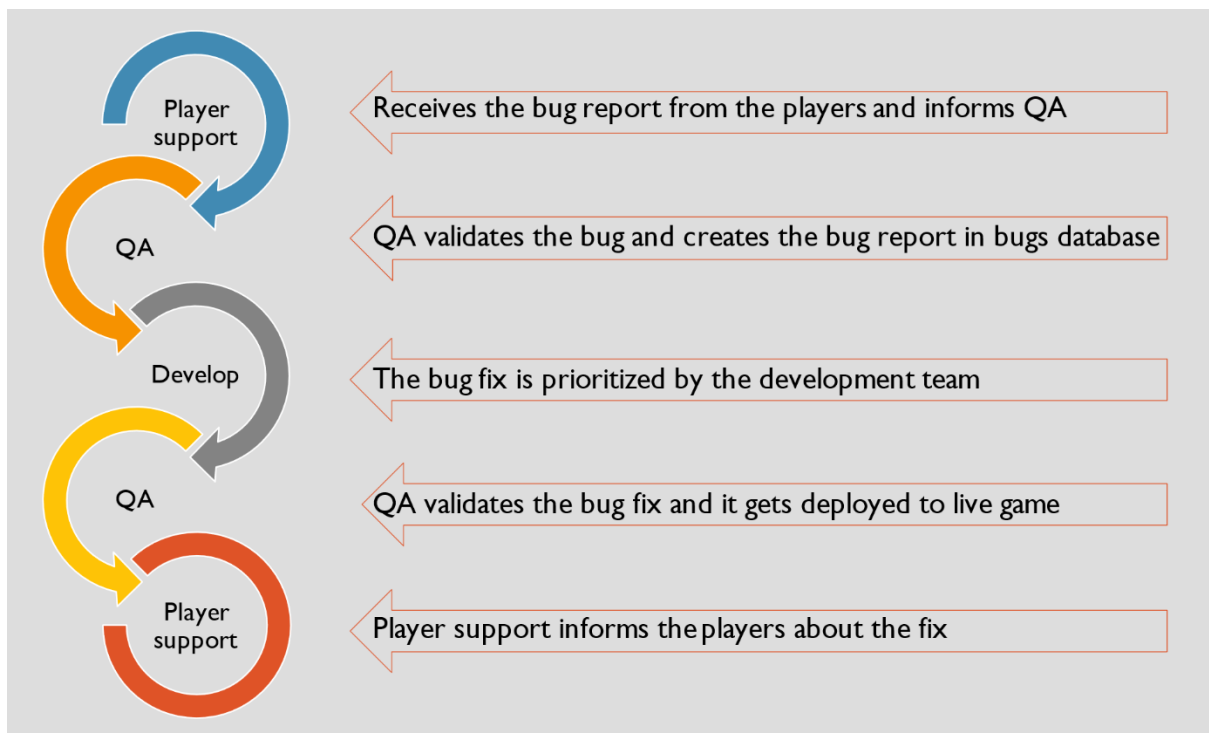 Player
support
Receives the bug report from the players and informs QA
QA
QA validates the bug and creates the bug report in bugs database
Develop
The bug fix is prioritized by the development team
QA
QA validates the bug fix and it gets deployed to live game
Player
support
Player support informs the players about the fix